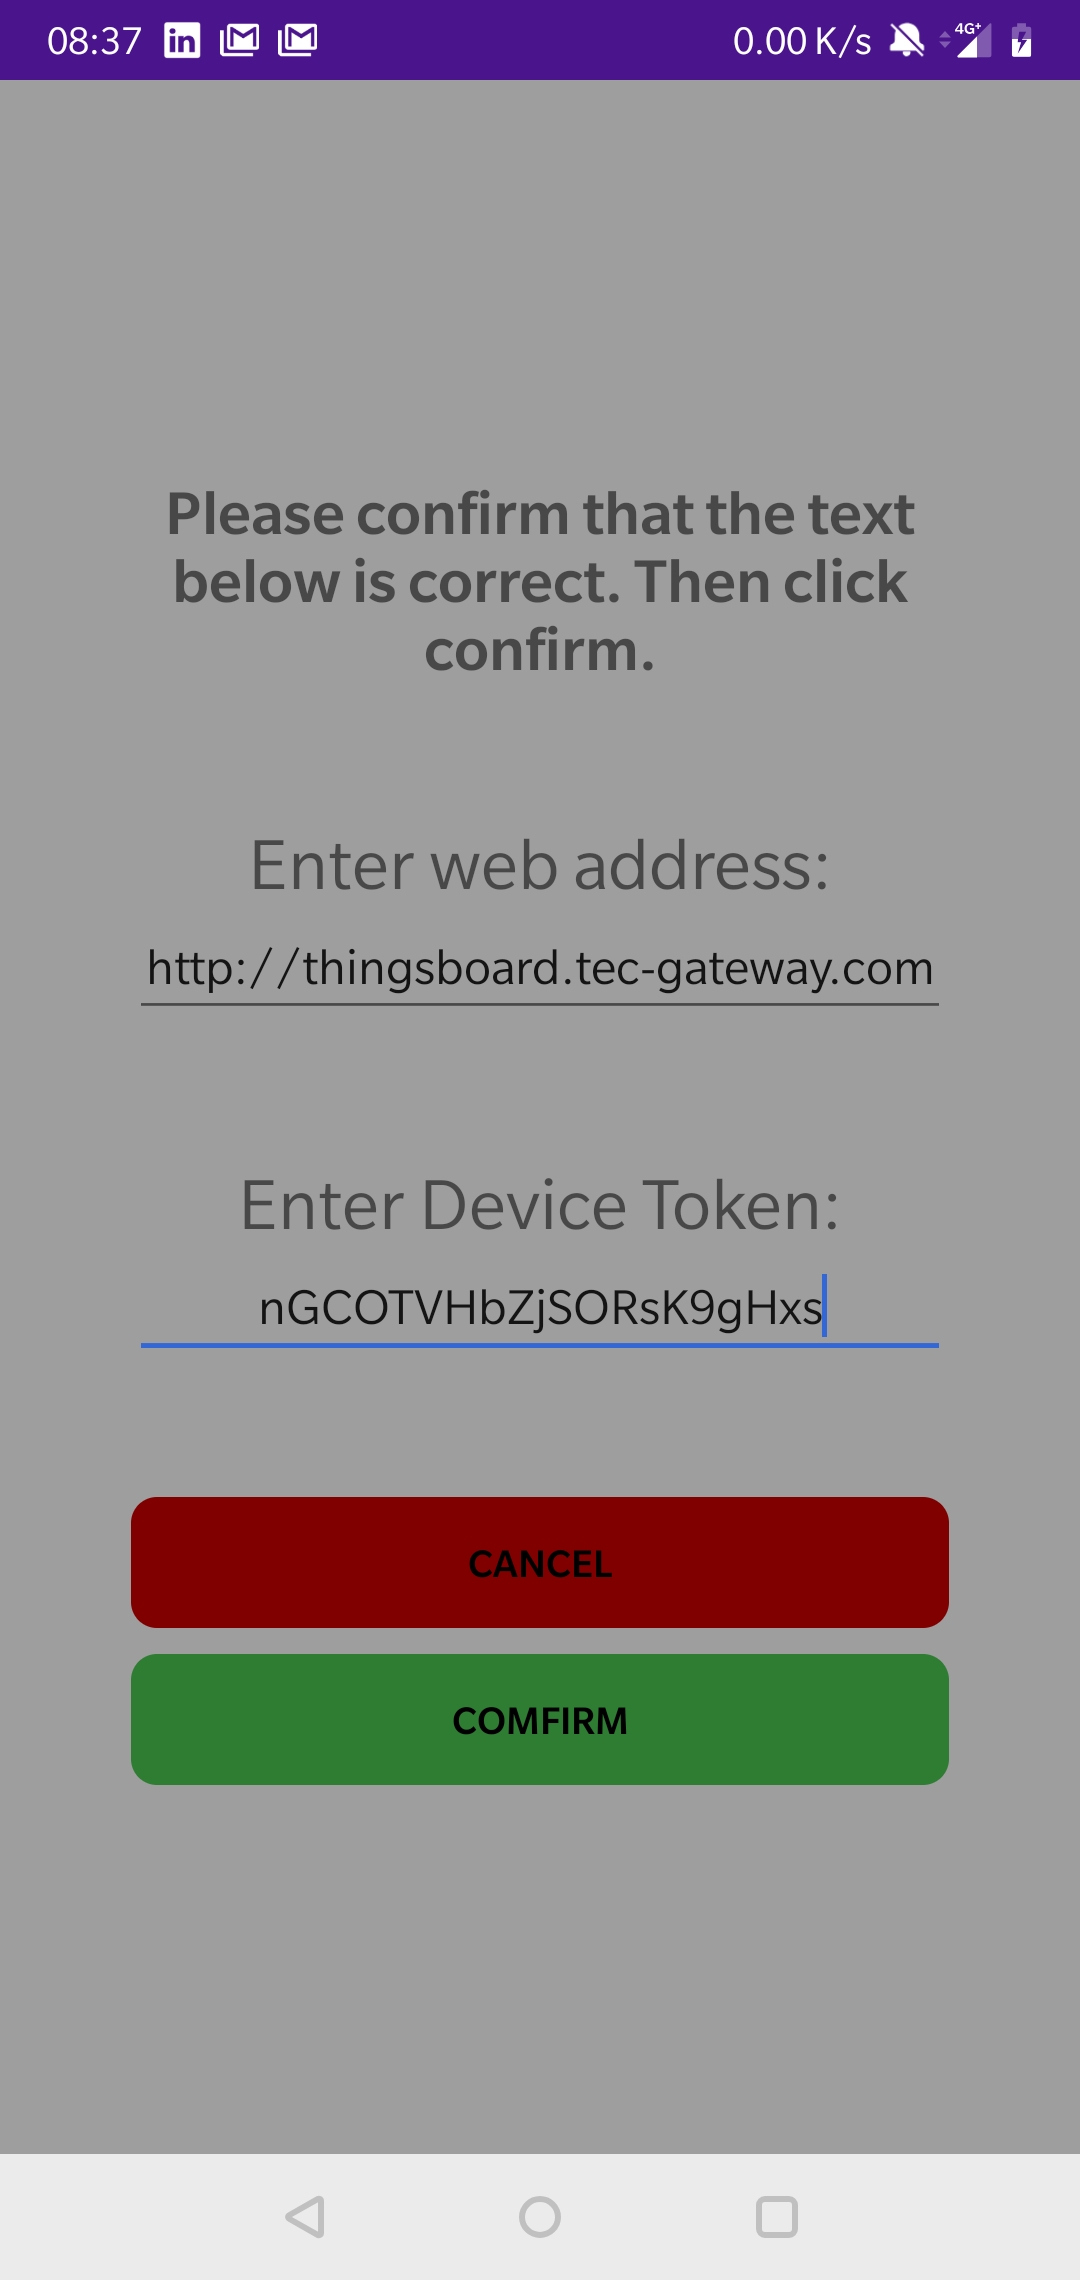 08:37
0.00 K/s
4G+
Please confirm that the text
below is correct. Then click
confirm.
Enter web address:
http://thingsboard.tec-gateway.com
Enter Device Token:
nGCOTVHbZjSORsK9gHxs
CANCEL
COMFIRM